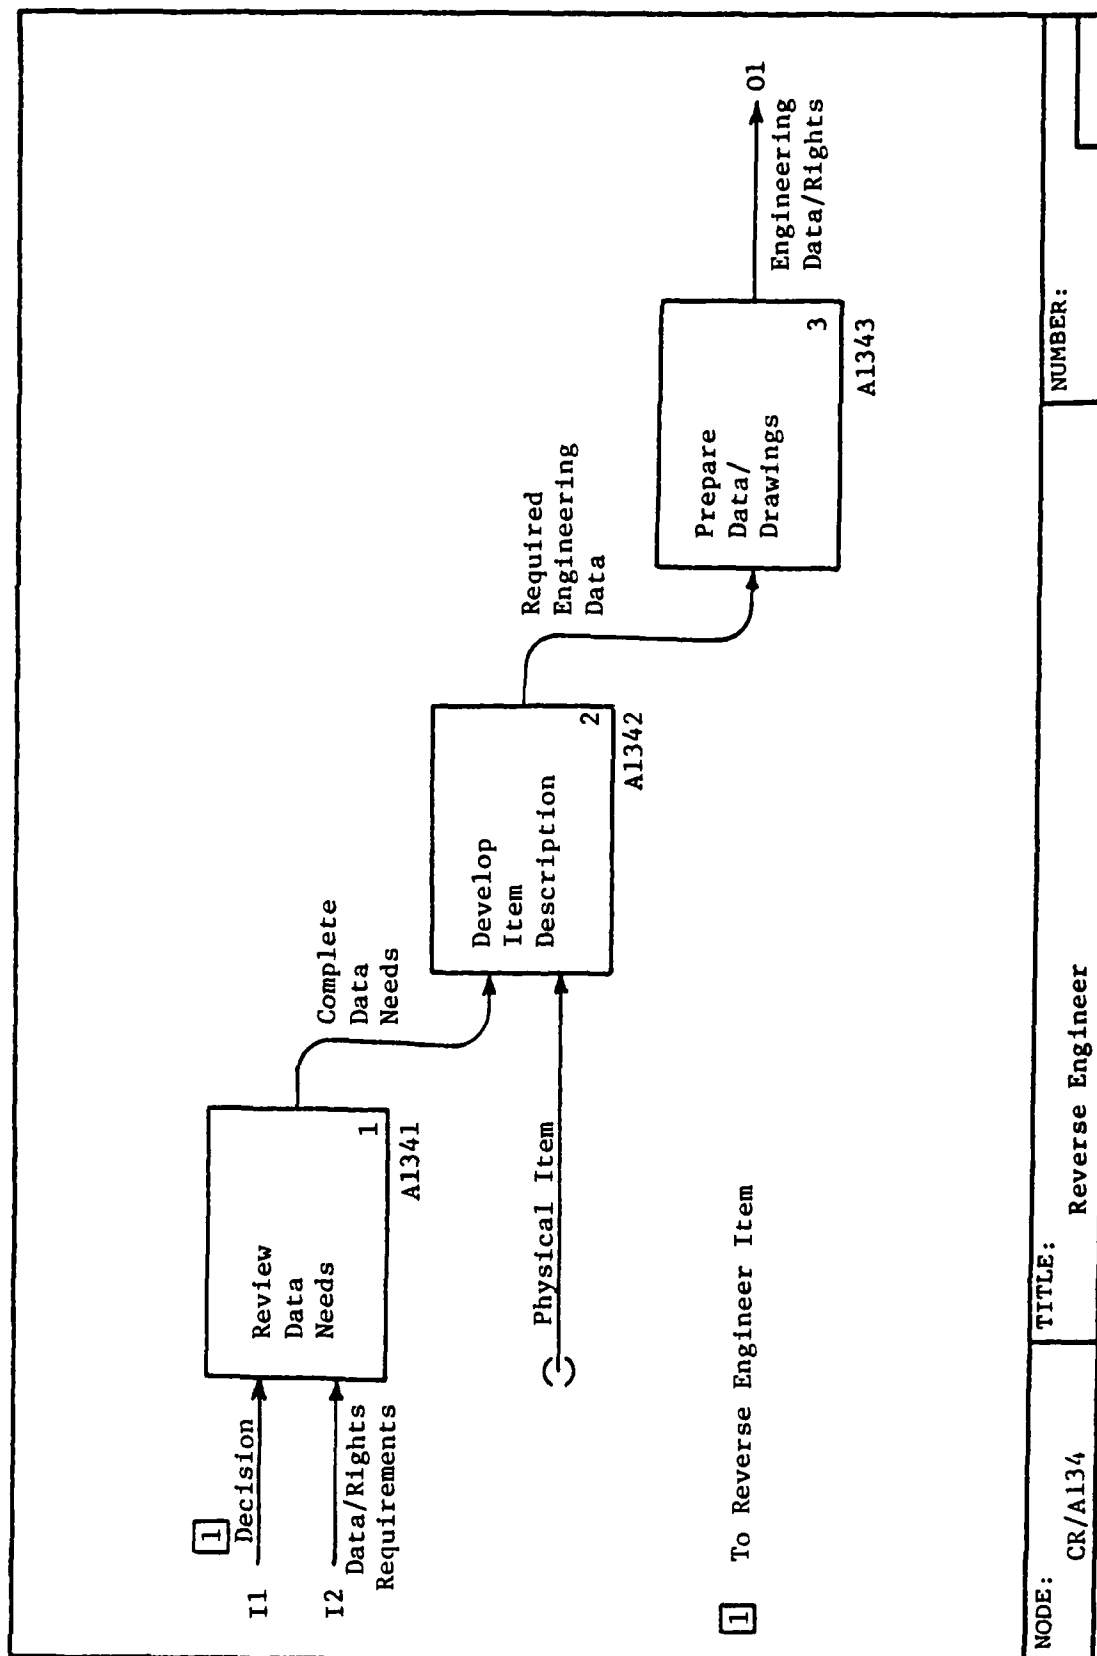 1
Decision
I1
I2
Data/Rights
Requirements
Review
Data
Needs
1
A1341
Complete
Data
Needs
Physical Item
Develop
Item
Description
2
A1342
Required
Engineering
Data
Prepare
Data/
Drawings
3
A1343
O1
Engineering
Data/Rights
1 To Reverse Engineer Item
NODE:
CR/A134
TITLE:
Reverse Engineer
NUMBER: